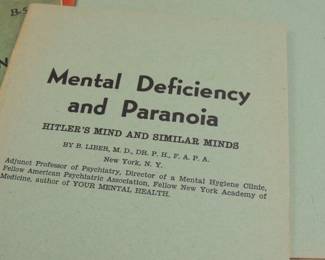 B.S
N
Mental Deficiency
and Paranoia
HITLER'S MIND AND SIMILAR MINDS
BY B. LIBER, M. D., DR. P. H., F. A. P. A.
New York, N. Y.
Adjunct Professor of Psychiatry, Director of a Mental Hygiene Clinic,
Fellow American Psychiatric Association, Fellow New York Academy of
Medicine, author of YOUR MENTAL HEALTH.